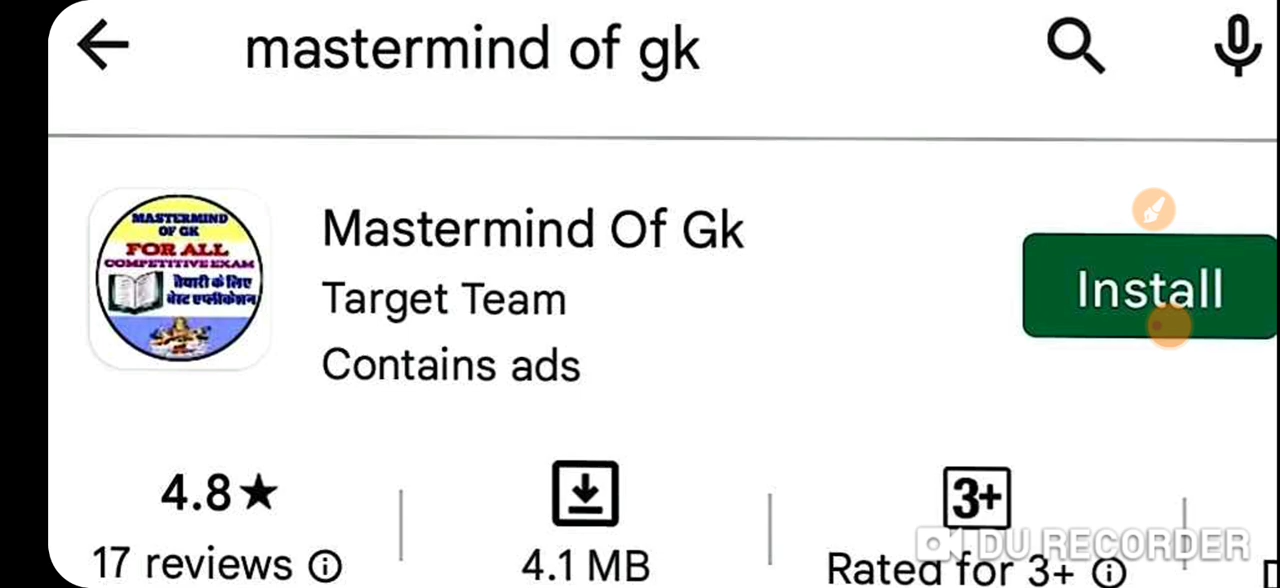 mastermind of gk
MASTERMIND
OF GK
FOR ALL
COMPETITIVE EXAM
तैयारी के लिए
बेस्ट एप्लीकेशन
Mastermind Of Gk
Target Team
Contains ads
Install
4.8★
17 reviews
4.1 MB
3+
Rated for 3+
DU RECORDER